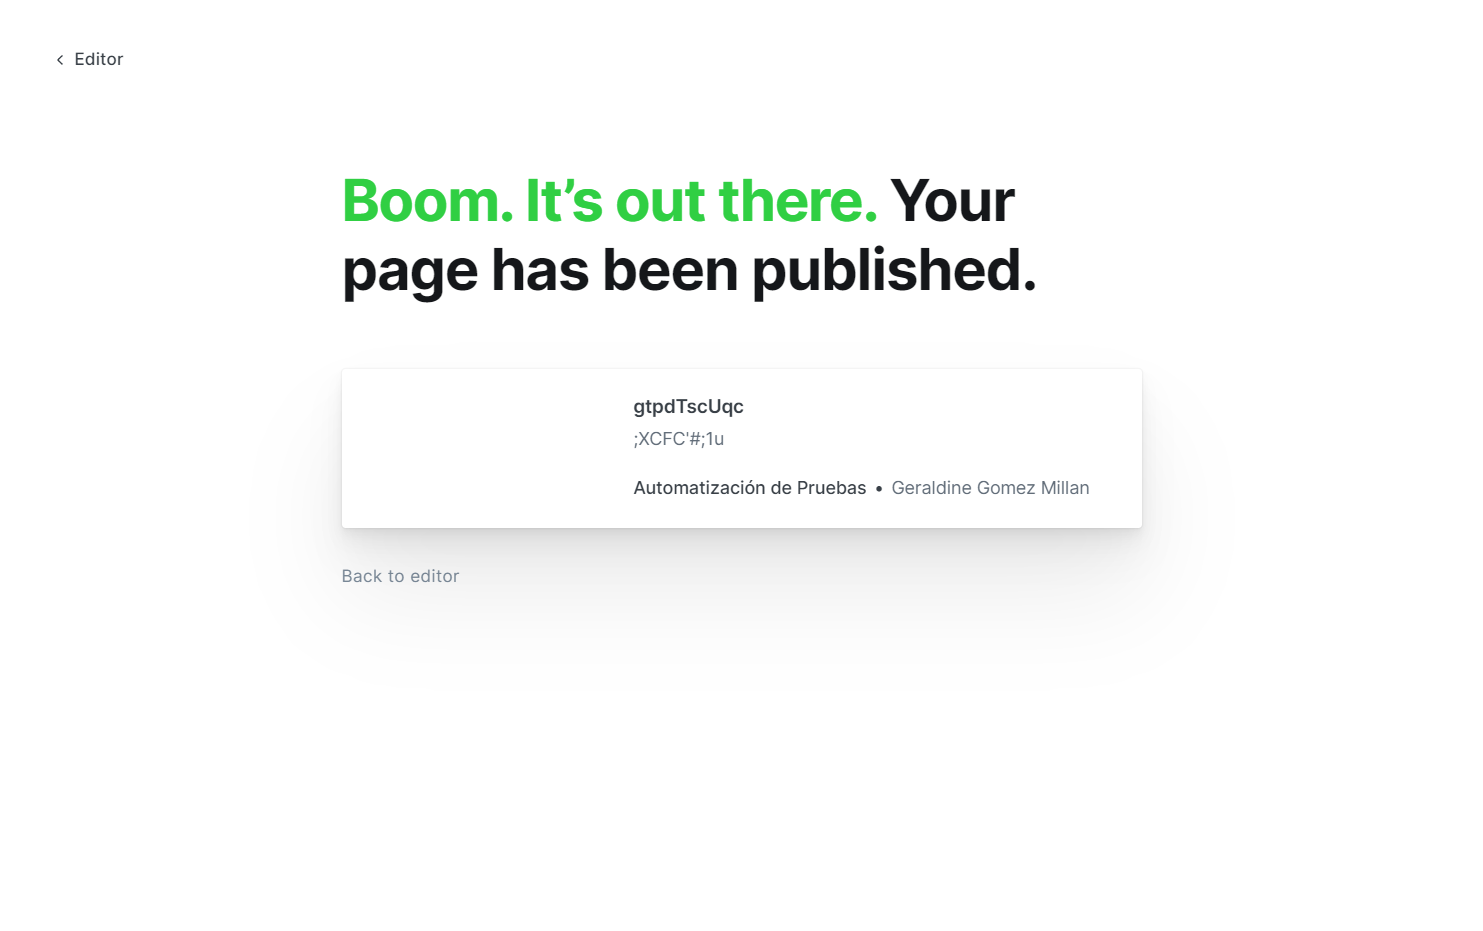 Editor
Boom. It’s out there. Your
page has been published.
gtpdTscUqc
;XCFC'#;1u
Automatización de Pruebas • Geraldine Gomez Millan
Back to editor